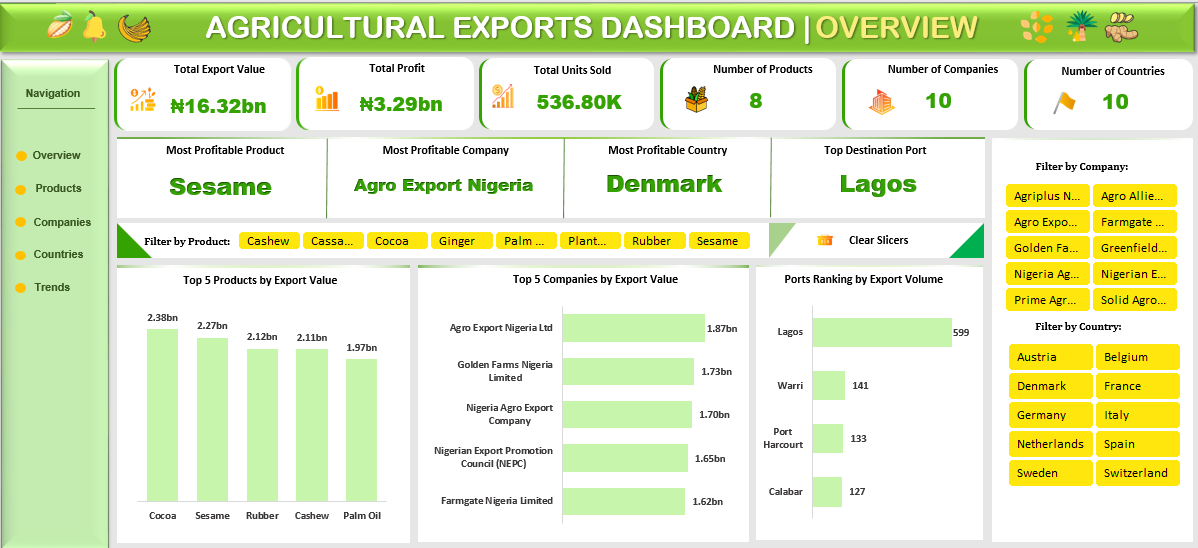 AGRICULTURAL EXPORTS DASHBOARD | OVERVIEW
Navigation
Overview
Products
Companies
Countries
Trends
Total Export Value
₦16.32bn
Total Profit
₦3.29bn
Total Units Sold
536.80K
Number of Products
8
Number of Companies
10
Number of Countries
10
Most Profitable Product
Sesame
Most Profitable Company
Agro Export Nigeria
Most Profitable Country
Denmark
Top Destination Port
Lagos
Filter by Product:
Cashew
Cassa...
Cocoa
Ginger
Palm ...
Plant...
Rubber
Sesame
Clear Slicers
Top 5 Products by Export Value
2.38bn
2.27bn
2.12bn
2.11bn
1.97bn
Cocoa
Sesame
Rubber
Cashew
Palm Oil
Top 5 Companies by Export Value
Agro Export Nigeria Ltd
1.87bn
Golden Farms Nigeria
Limited
1.73bn
Nigeria Agro Export
Company
1.70bn
Nigerian Export Promotion
Council (NEPC)
1.65bn
Farmgate Nigeria Limited
1.62bn
Ports Ranking by Export Volume
Lagos
599
Warri
141
Port
Harcourt
133
Calabar
127
Filter by Company:
Agriplus N...
Agro Allie...
Agro Expo...
Farmgate ...
Golden Fa...
Greenfield...
Nigeria Ag...
Nigerian E...
Prime Agr...
Solid Agro...
Filter by Country:
Austria
Belgium
Denmark
France
Germany
Italy
Netherlands
Spain
Sweden
Switzerland